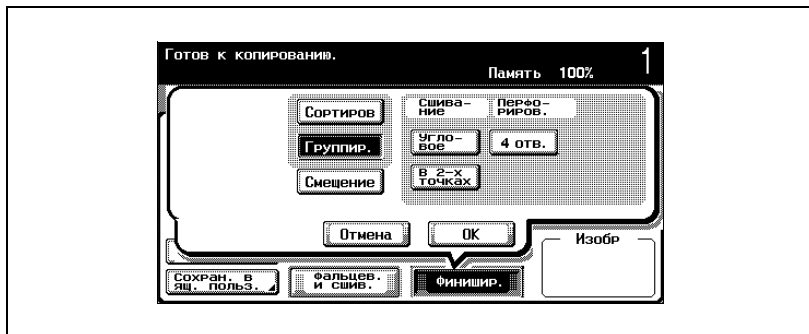 Готов к копированию.
Память 100% 1
Сшива-
ние
Перфо-
риров.
Сортиров
Группир.
Угло-
вое
4 отв.
Смещение
В 2-х
точках
Отмена
OK
Изобр
Сохран. в
ящ. польз.
Фальцев.
и сшив.
Финишир.